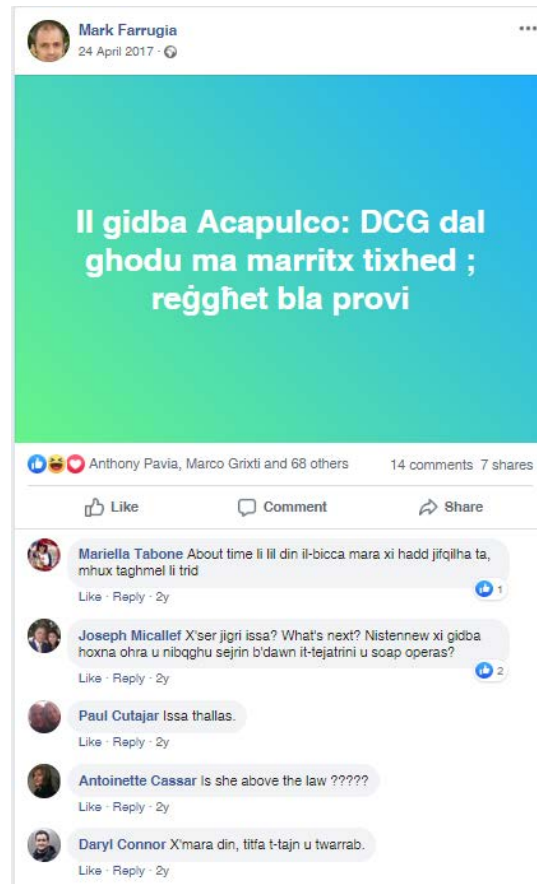 Mark Farrugia
24 April 2017 ·
Il gidba Acapulco: DCG dal
ghodu ma marritx tixhed ;
reġgħet bla provi
Anthony Pavia, Marco Grixti and 68 others 14 comments 7 shares
Like Comment Share
Mariella Tabone About time li lil din il-bicca mara xi hadd jifqilha ta,
mhux taghmel li trid
1
Like · Reply · 2y
Joseph Micallef X'ser jigri issa? What's next? Nistennew xi gidba
hoxna ohra u nibqghu sejrin b'dawn it-tejatrini u soap operas?
2
Like · Reply · 2y
Paul Cutajar Issa thallas.
Like · Reply · 2y
Antoinette Cassar Is she above the law ?????
Like · Reply · 2y
Daryl Connor X'mara din, titfa t-tajn u twarrab.
Like · Reply · 2y